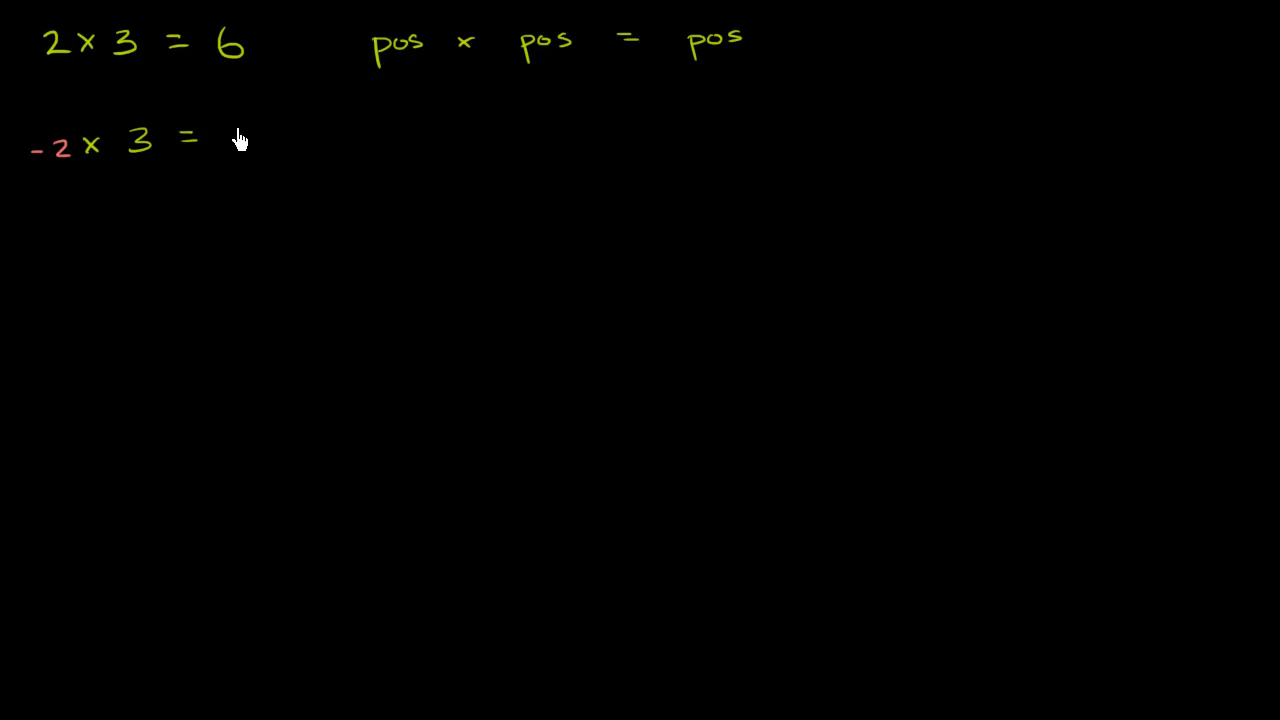 2 × 3 = 6 pos × pos = pos
-2 × 3 =